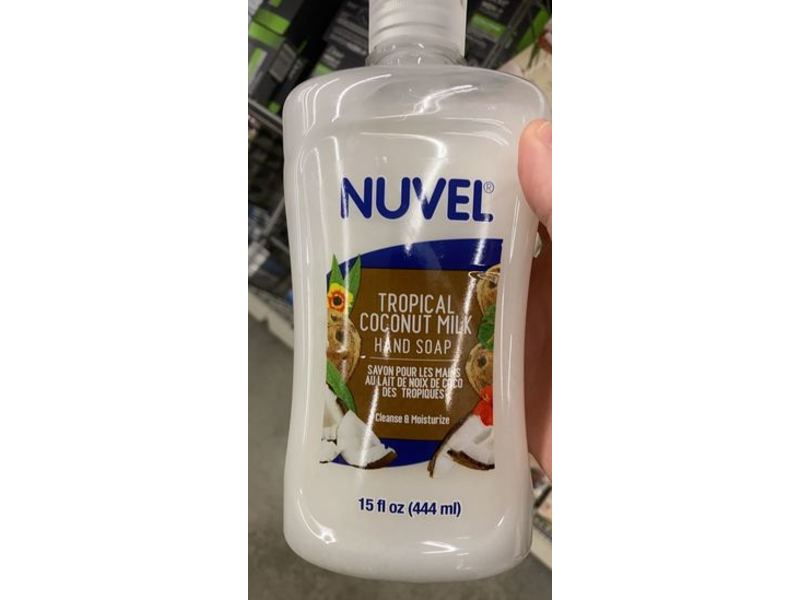 NUVEL®
TROPICAL
COCONUT MILK
HAND SOAP
SAVON POUR LES MAINS
AU LAIT DE NOIX DE COCO
DES TROPIQUES
Cleanse & Moisturize
15 fl oz (444 ml)